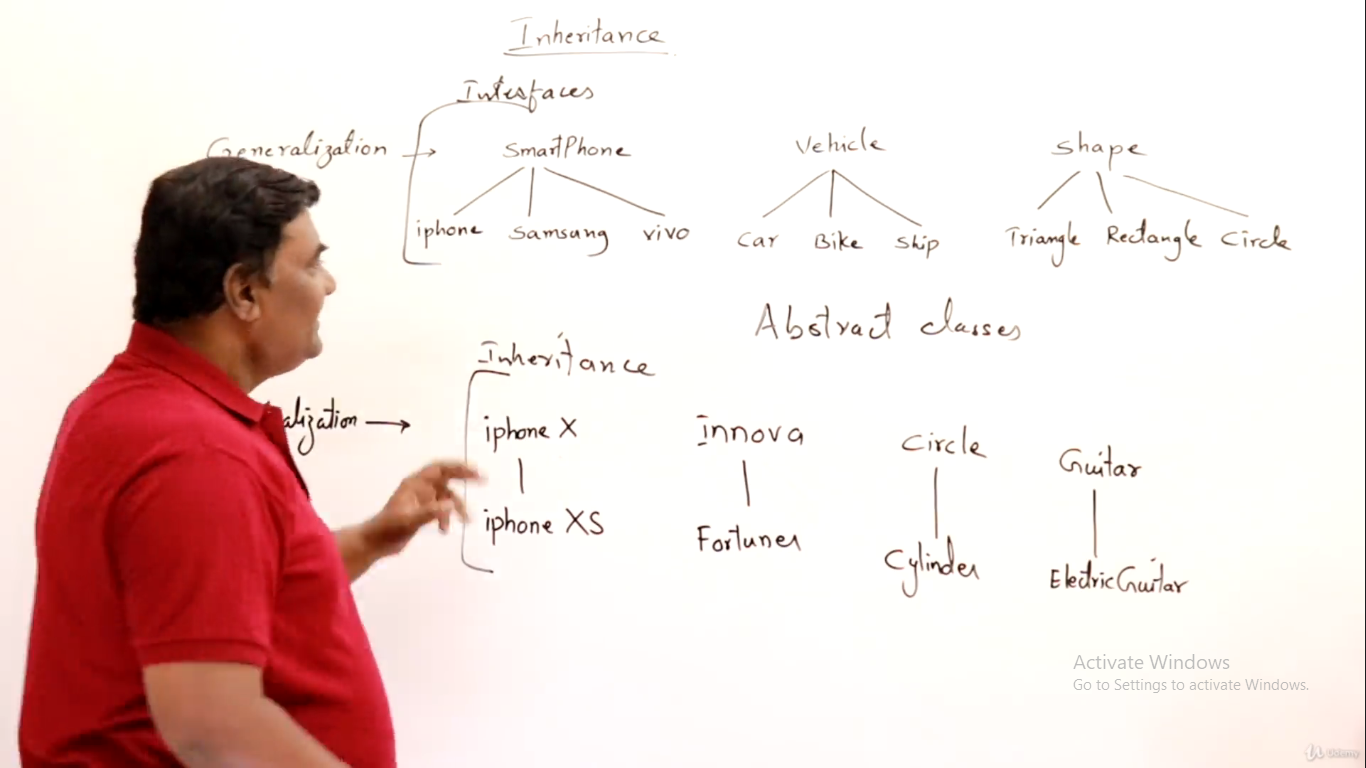 Inheritance
Interfaces
Generalization → SmartPhone Vehicle Shape
iphone Samsung vivo Car Bike Ship Triangle Rectangle Circle
Abstract classes
Inheritance
alization → iphone X Innova Circle Guitar
iphone XS Fortuner Cylinder ElectricGuitar
Activate Windows
Go to Settings to activate Windows.
Udemy